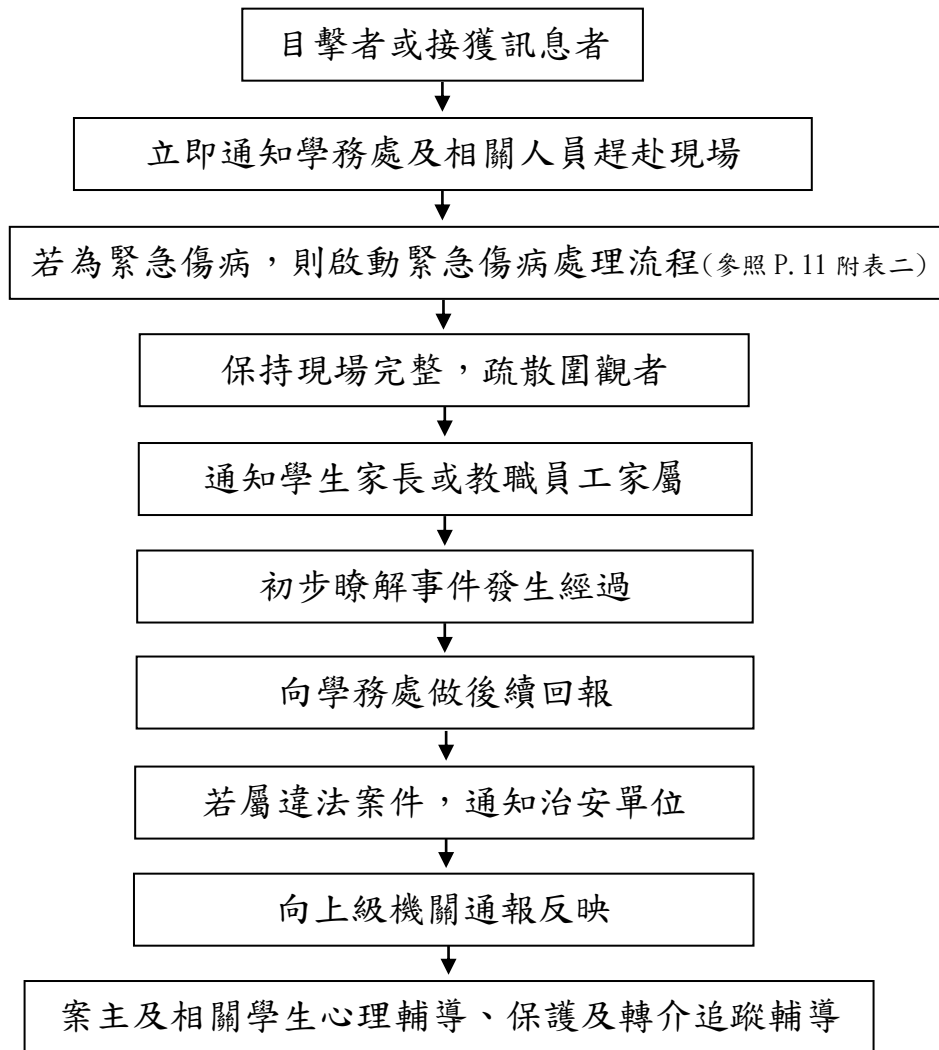 目擊者或接獲訊息者
立即通知學務處及相關人員趕赴現場
若為緊急傷病，則啟動緊急傷病處理流程(參照 P.11 附表二)
保持現場完整，疏散圍觀者
通知學生家長或教職員工家屬
初步瞭解事件發生經過
向學務處做後續回報
若屬違法案件，通知治安單位
向上級機關通報反映
案主及相關學生心理輔導、保護及轉介追蹤輔導